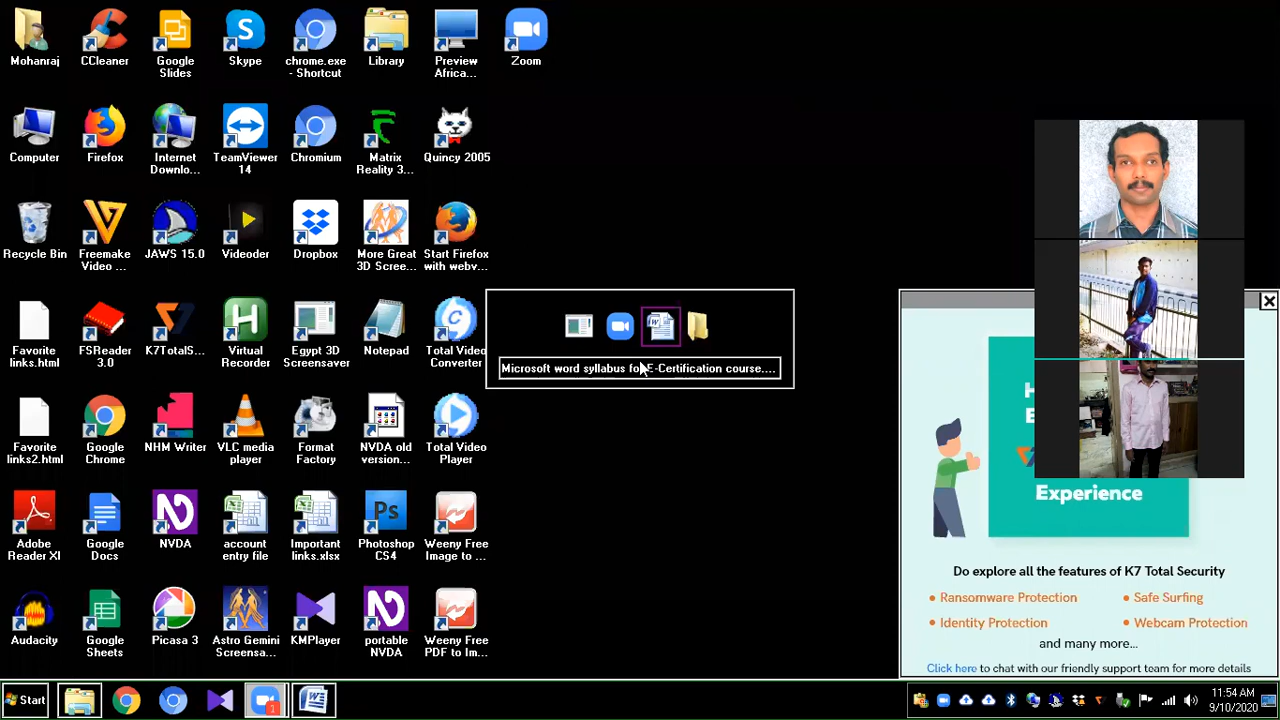 Mohanraj
CCleaner
Google
Slides
Skype
chrome.exe
- Shortcut
Library
Preview
Africa...
Zoom
Computer
Firefox
Internet
Downlo...
TeamViewer
14
Chromium
Matrix
Reality 3...
Quincy 2005
Recycle Bin
Freemake
Video ...
JAWS 15.0
Videoder
Dropbox
More Great
3D Scree...
Start Firefox
with webv...
Favorite
links.html
FSReader
3.0
K7TotalS...
Virtual
Recorder
Egypt 3D
Screensaver
Notepad
Total Video
Converter
Microsoft word syllabus for E-Certification course....
Favorite
links2.html
Google
Chrome
NHM Writer
VLC media
player
Format
Factory
NVDA old
version...
Total Video
Player
Adobe
Reader XI
Google
Docs
NVDA
account
entry file
Important
links.xlsx
Photoshop
CS4
Weeny Free
Image to ...
Audacity
Google
Sheets
Picasa 3
Astro Gemini
Screensa...
KMPlayer
portable
NVDA
Weeny Free
PDF to Im...
Experience
Do explore all the features of K7 Total Security
• Ransomware Protection
• Safe Surfing
• Identity Protection
• Webcam Protection
and many more...
Click here to chat with our friendly support team for more details
Start
1
11:54 AM
9/10/2020